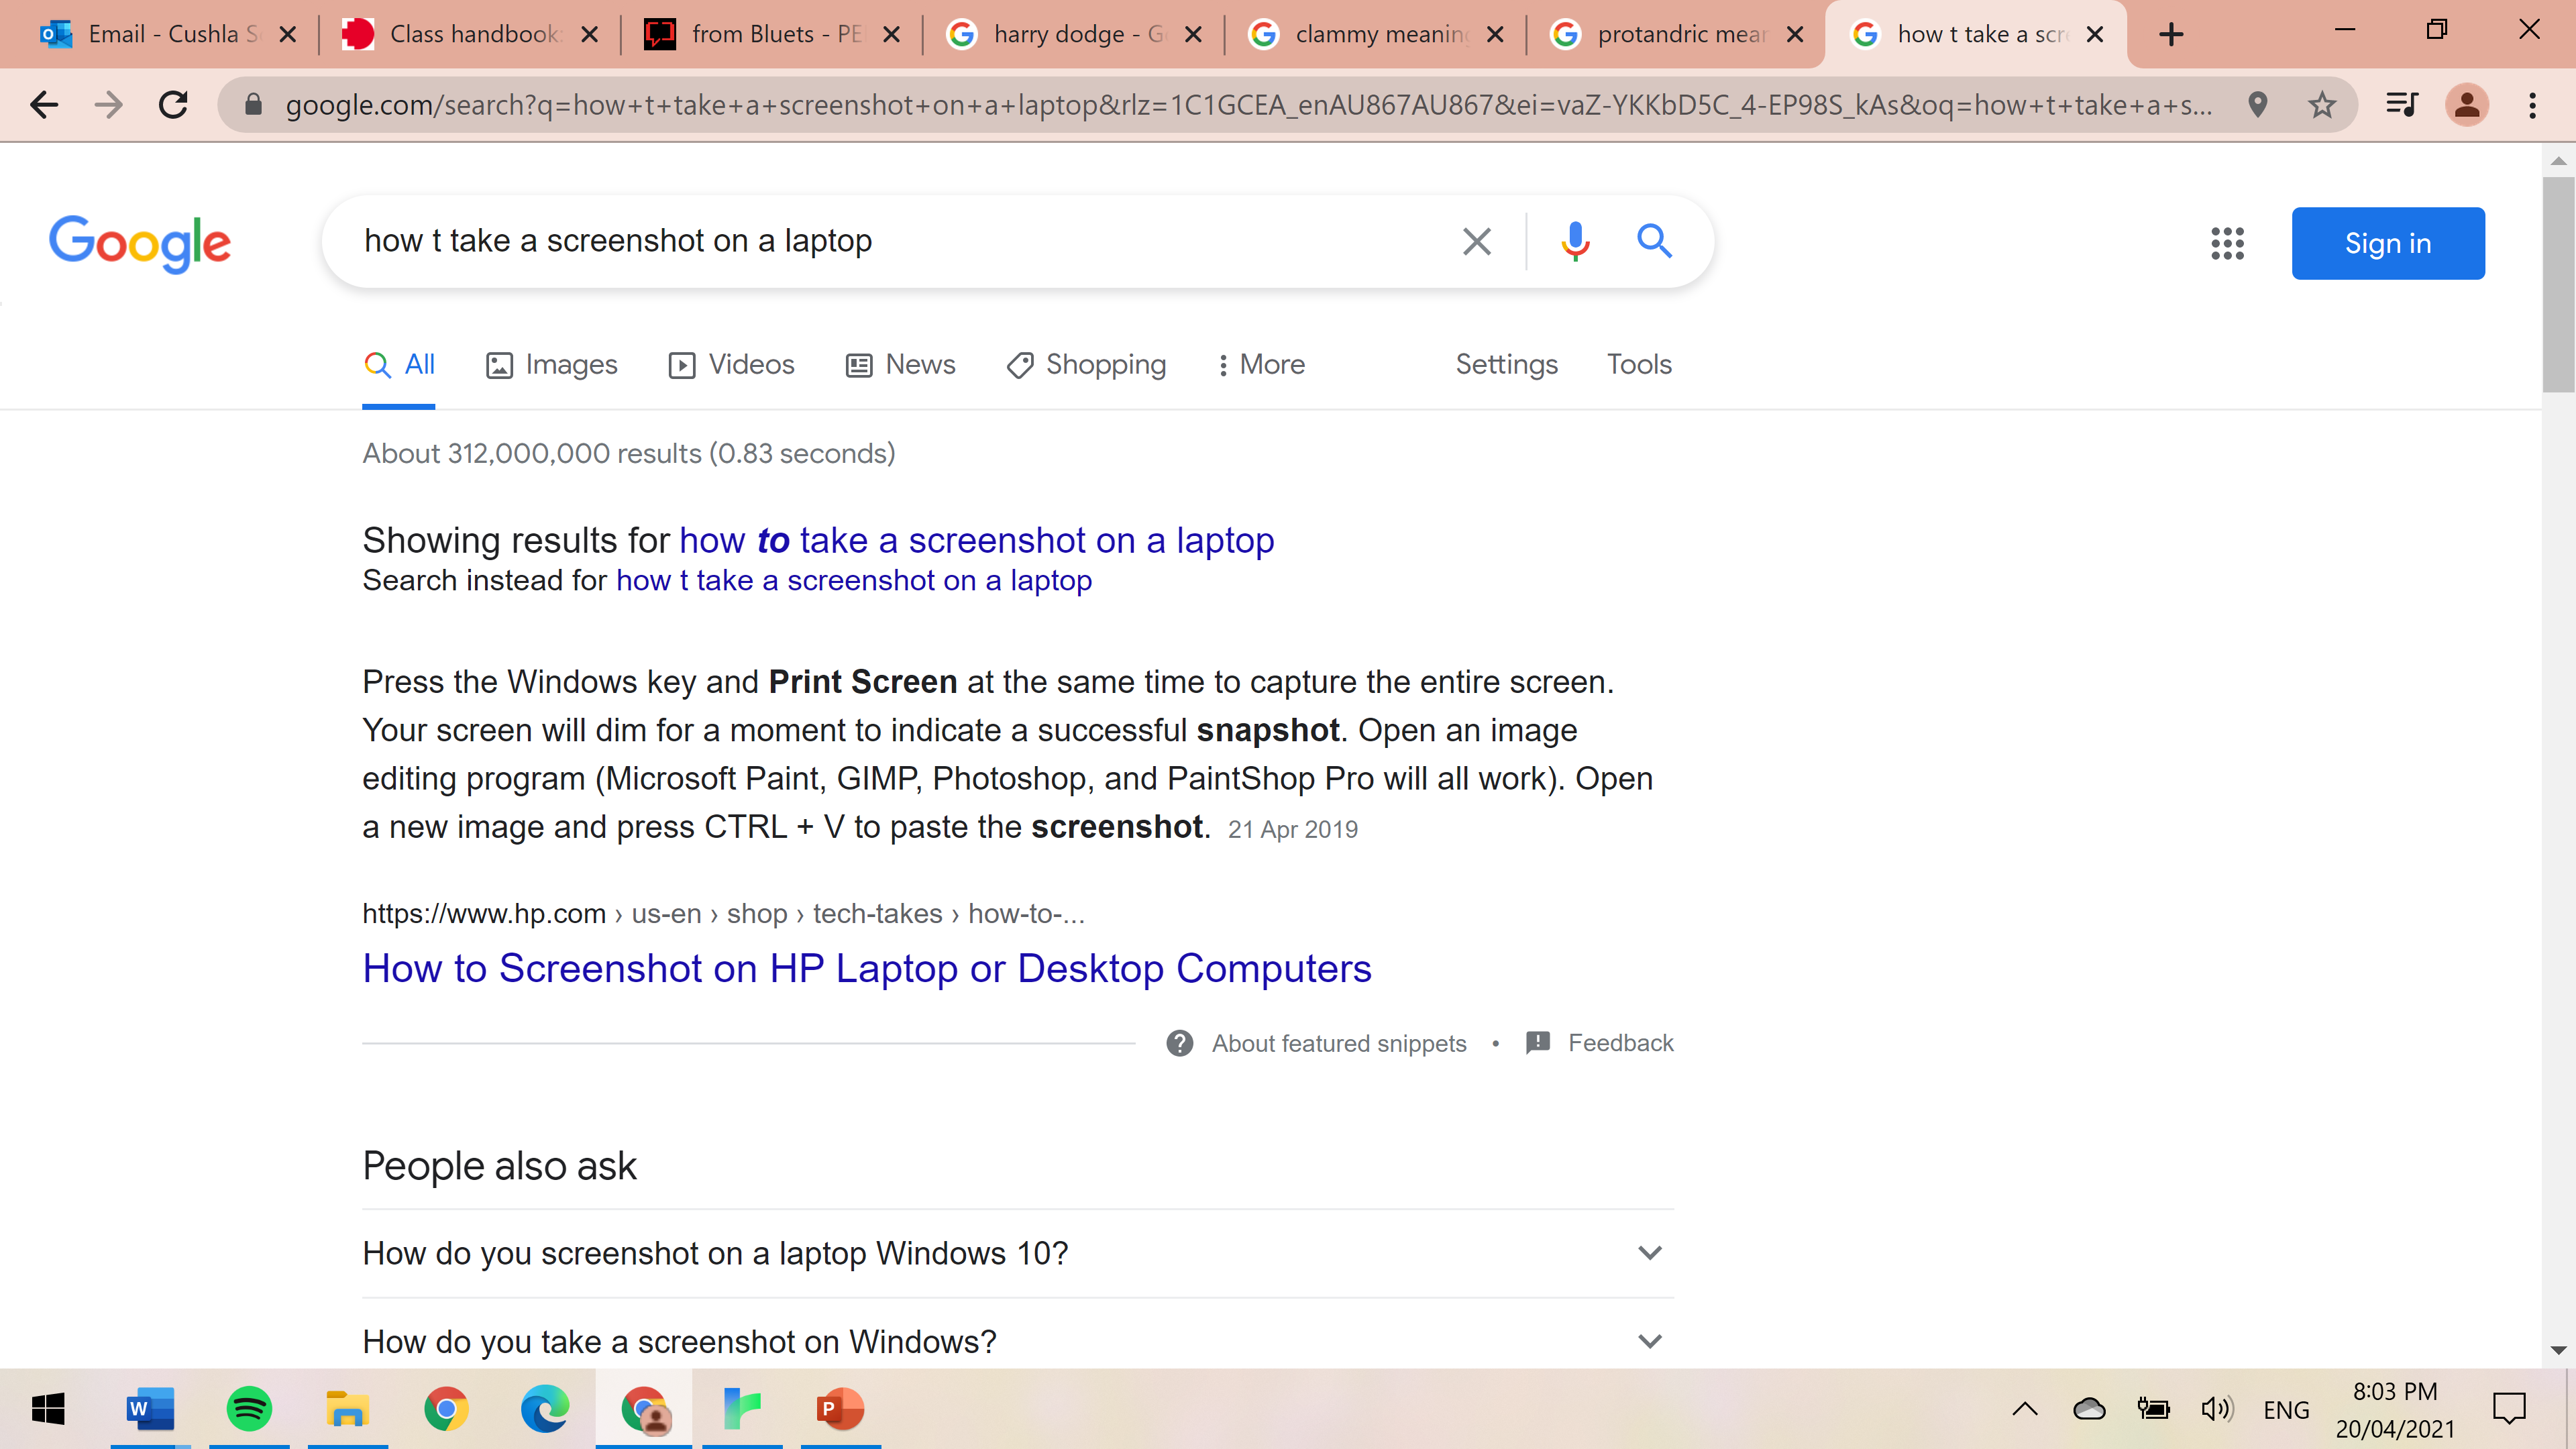 Email - Cushla S
Class handbook
from Bluets - PE
harry dodge - G
clammy meaning
protandric mear
how t take a scr
google.com/search?q=how+t+take+a+screenshot+on+a+laptop&rlz=1C1GCEA_enAU867AU867&ei=vaZ-YKKbD5C_4-EP98S_kAs&oq=how+t+take+a+s...
Google
how t take a screenshot on a laptop
Sign in
All
Images
Videos
News
Shopping
More
Settings
Tools
About 312,000,000 results (0.83 seconds)
Showing results for how to take a screenshot on a laptop
Search instead for how t take a screenshot on a laptop
Press the Windows key and Print Screen at the same time to capture the entire screen.
Your screen will dim for a moment to indicate a successful snapshot. Open an image
editing program (Microsoft Paint, GIMP, Photoshop, and PaintShop Pro will all work). Open
a new image and press CTRL + V to paste the screenshot. 21 Apr 2019
https://www.hp.com › us-en › shop › tech-takes › how-to-...
How to Screenshot on HP Laptop or Desktop Computers
About featured snippets • Feedback
People also ask
How do you screenshot on a laptop Windows 10?
How do you take a screenshot on Windows?
ENG
8:03 PM
20/04/2021